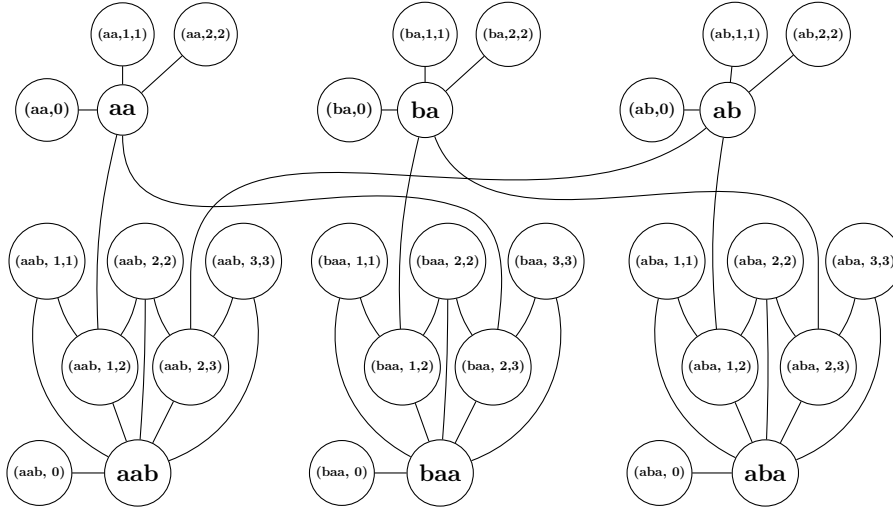 (aa,1,1)
(aa,2,2)
(ba,1,1)
(ba,2,2)
(ab,1,1)
(ab,2,2)
(aa,0)
aa
(ba,0)
ba
(ab,0)
ab
(aab, 1,1)
(aab, 2,2)
(aab, 3,3)
(baa, 1,1)
(baa, 2,2)
(baa, 3,3)
(aba, 1,1)
(aba, 2,2)
(aba, 3,3)
(aab, 1,2)
(aab, 2,3)
(baa, 1,2)
(baa, 2,3)
(aba, 1,2)
(aba, 2,3)
(aab, 0)
aab
(baa, 0)
baa
(aba, 0)
aba